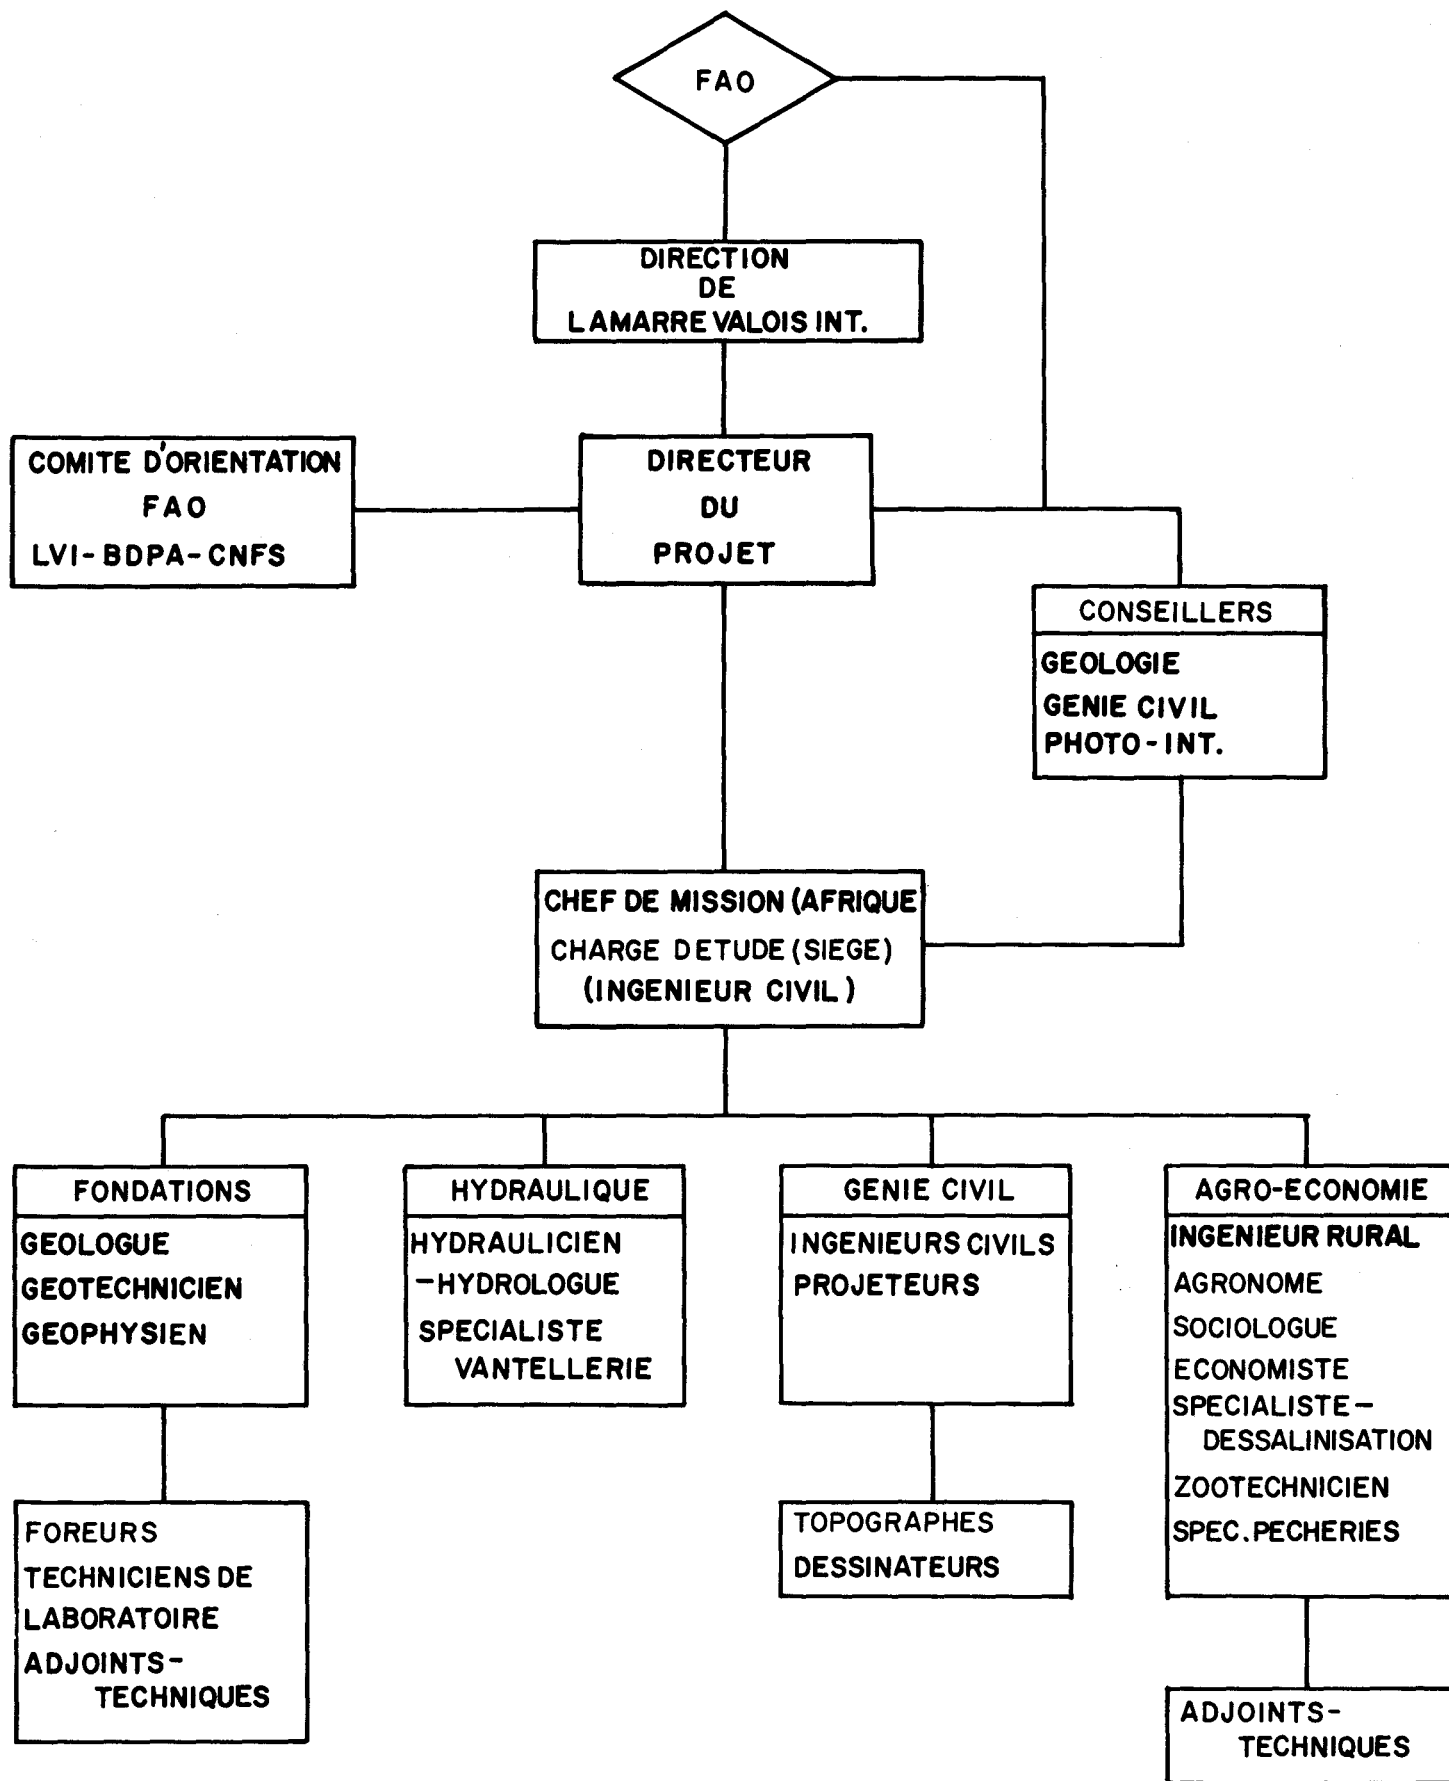 FAO
DIRECTION
DE
LAMARRE VALOIS INT.
COMITE D'ORIENTATION
FAO
LVI-BDPA-CNFS
DIRECTEUR
DU
PROJET
CONSEILLERS
GEOLOGIE
GENIE CIVIL
PHOTO-INT.
CHEF DE MISSION (AFRIQUE
CHARGE D'ETUDE (SIEGE)
(INGENIEUR CIVIL)
FONDATIONS
GEOLOGUE
GEOTECHNICIEN
GEOPHYSIEN
FOREURS
TECHNICIENS DE
LABORATOIRE
ADJOINTS-
TECHNIQUES
HYDRAULIQUE
HYDRAULICIEN
-HYDROLOGUE
SPECIALISTE
VANTELLERIE
GENIE CIVIL
INGENIEURS CIVILS
PROJETEURS
TOPOGRAPHES
DESSINATEURS
AGRO-ECONOMIE
INGENIEUR RURAL
AGRONOME
SOCIOLOGUE
ECONOMISTE
SPECIALISTE-
DESSALINISATION
ZOOTECHNICIEN
SPEC. PECHERIES
ADJOINTS-
TECHNIQUES